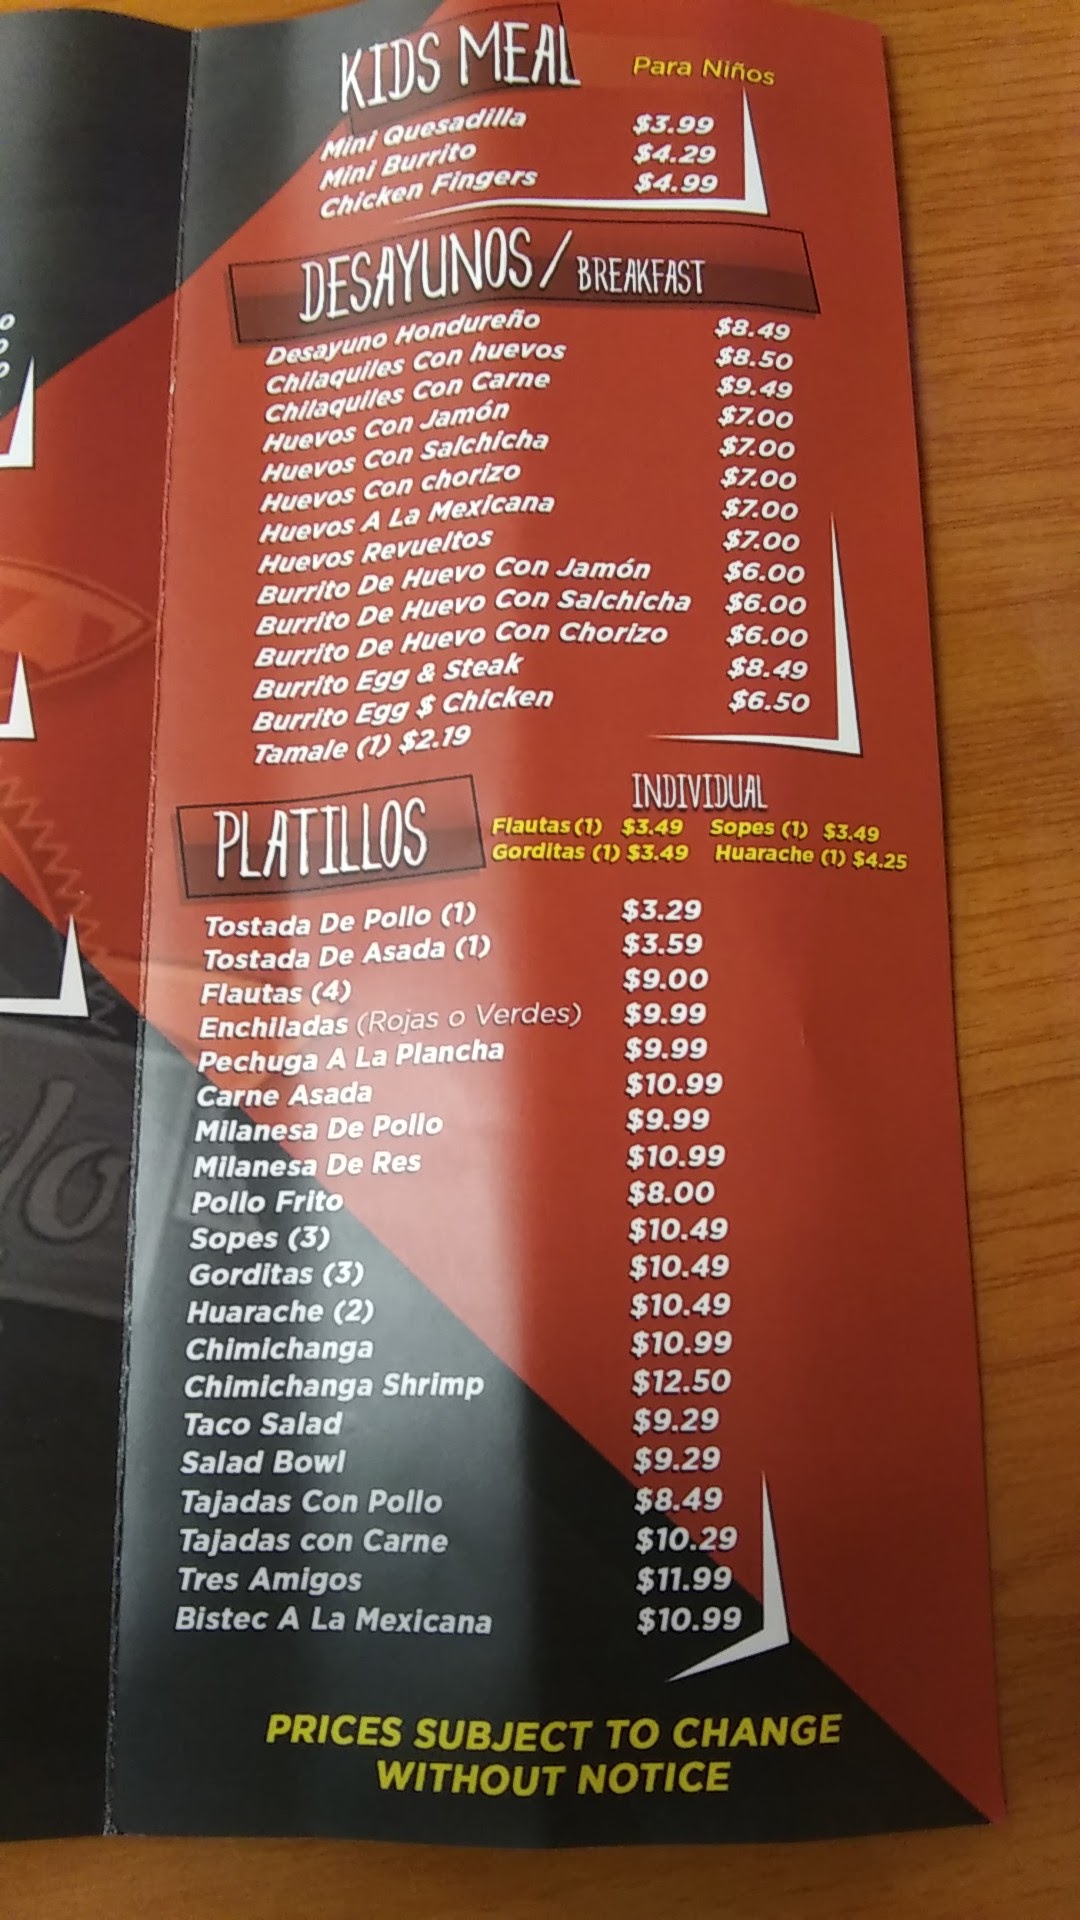 KIDS MEAL Para Niños
Mini Quesadilla $3.99
Mini Burrito $4.29
Chicken Fingers $4.99
DESAYUNOS / BREAKFAST
Desayuno Hondureño $8.49
Chilaquiles Con huevos $8.50
Chilaquiles Con Carne $9.49
Huevos Con Jamón $7.00
Huevos Con Salchicha $7.00
Huevos Con chorizo $7.00
Huevos A La Mexicana $7.00
Huevos Revueltos $7.00
Burrito De Huevo Con Jamón $6.00
Burrito De Huevo Con Salchicha $6.00
Burrito De Huevo Con Chorizo $6.00
Burrito Egg & Steak $8.49
Burrito Egg $ Chicken $6.50
Tamale (1) $2.19
PLATILLOS
INDIVIDUAL
Flautas (1) $3.49 Sopes (1) $3.49
Gorditas (1) $3.49 Huarache (1) $4.25
Tostada De Pollo (1) $3.29
Tostada De Asada (1) $3.59
Flautas (4) $9.00
Enchiladas (Rojas o Verdes) $9.99
Pechuga A La Plancha $9.99
Carne Asada $10.99
Milanesa De Pollo $9.99
Milanesa De Res $10.99
Pollo Frito $8.00
Sopes (3) $10.49
Gorditas (3) $10.49
Huarache (2) $10.49
Chimichanga $10.99
Chimichanga Shrimp $12.50
Taco Salad $9.29
Salad Bowl $9.29
Tajadas Con Pollo $8.49
Tajadas con Carne $10.29
Tres Amigos $11.99
Bistec A La Mexicana $10.99
PRICES SUBJECT TO CHANGE
WITHOUT NOTICE